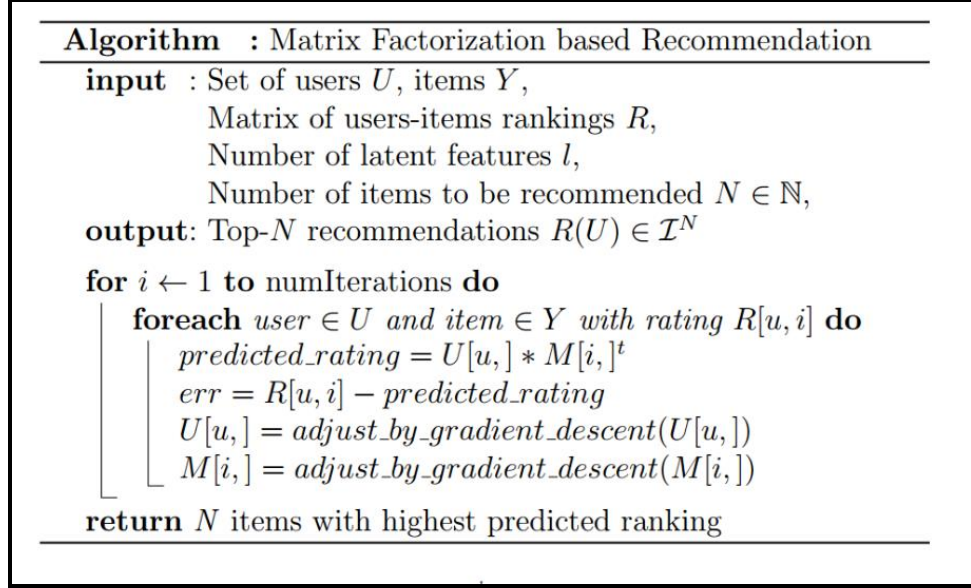 Algorithm : Matrix Factorization based Recommendation
input : Set of users U, items Y,
Matrix of users-items rankings R,
Number of latent features l,
Number of items to be recommended N ∈ ℕ,
output: Top-N recommendations R(U) ∈ 𝓘^N
for i ← 1 to numIterations do
foreach user ∈ U and item ∈ Y with rating R[u, i] do
predicted_rating = U[u, ] * M[i, ]^t
err = R[u, i] − predicted_rating
U[u, ] = adjust_by_gradient_descent(U[u, ])
M[i, ] = adjust_by_gradient_descent(M[i, ])
return N items with highest predicted ranking